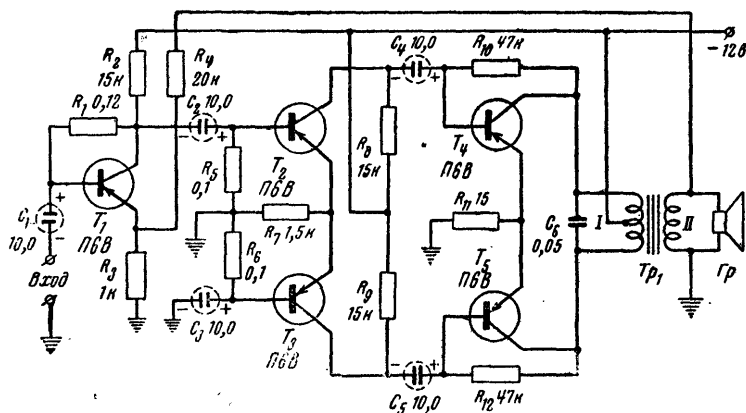 R₂
15к
R₄
20к
R₁ 0,12
C₂ 10,0
C₄ 10,0
R₁₀ 47к
-12в
T₂
П6В
R₈
15к
T₄
П6В
R₅
0,1
R₇ 1,5к
R₁₁ 15
C₆
0,05
I
II
Тр₁
Гр
C₁
10,0
T₁
П6В
R₃
1к
Вход
R₆
0,1
T₃
П6В
C₃ 10,0
R₉
15к
T₅
П6В
C₅ 10,0
R₁₂ 47к
- +